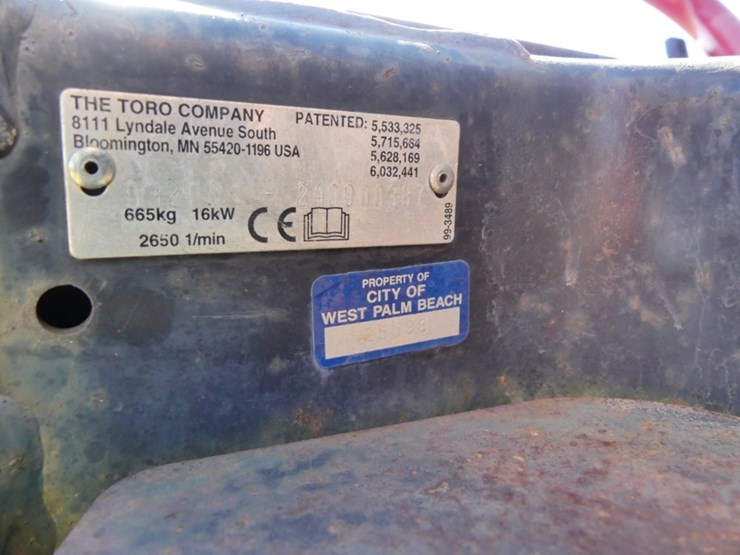 THE TORO COMPANY
8111 Lyndale Avenue South
Bloomington, MN 55420-1196 USA
PATENTED: 5,533,325
5,715,664
5,628,169
6,032,441
665kg 16kW
2650 1/min
CE
99-3489
PROPERTY OF
CITY OF
WEST PALM BEACH